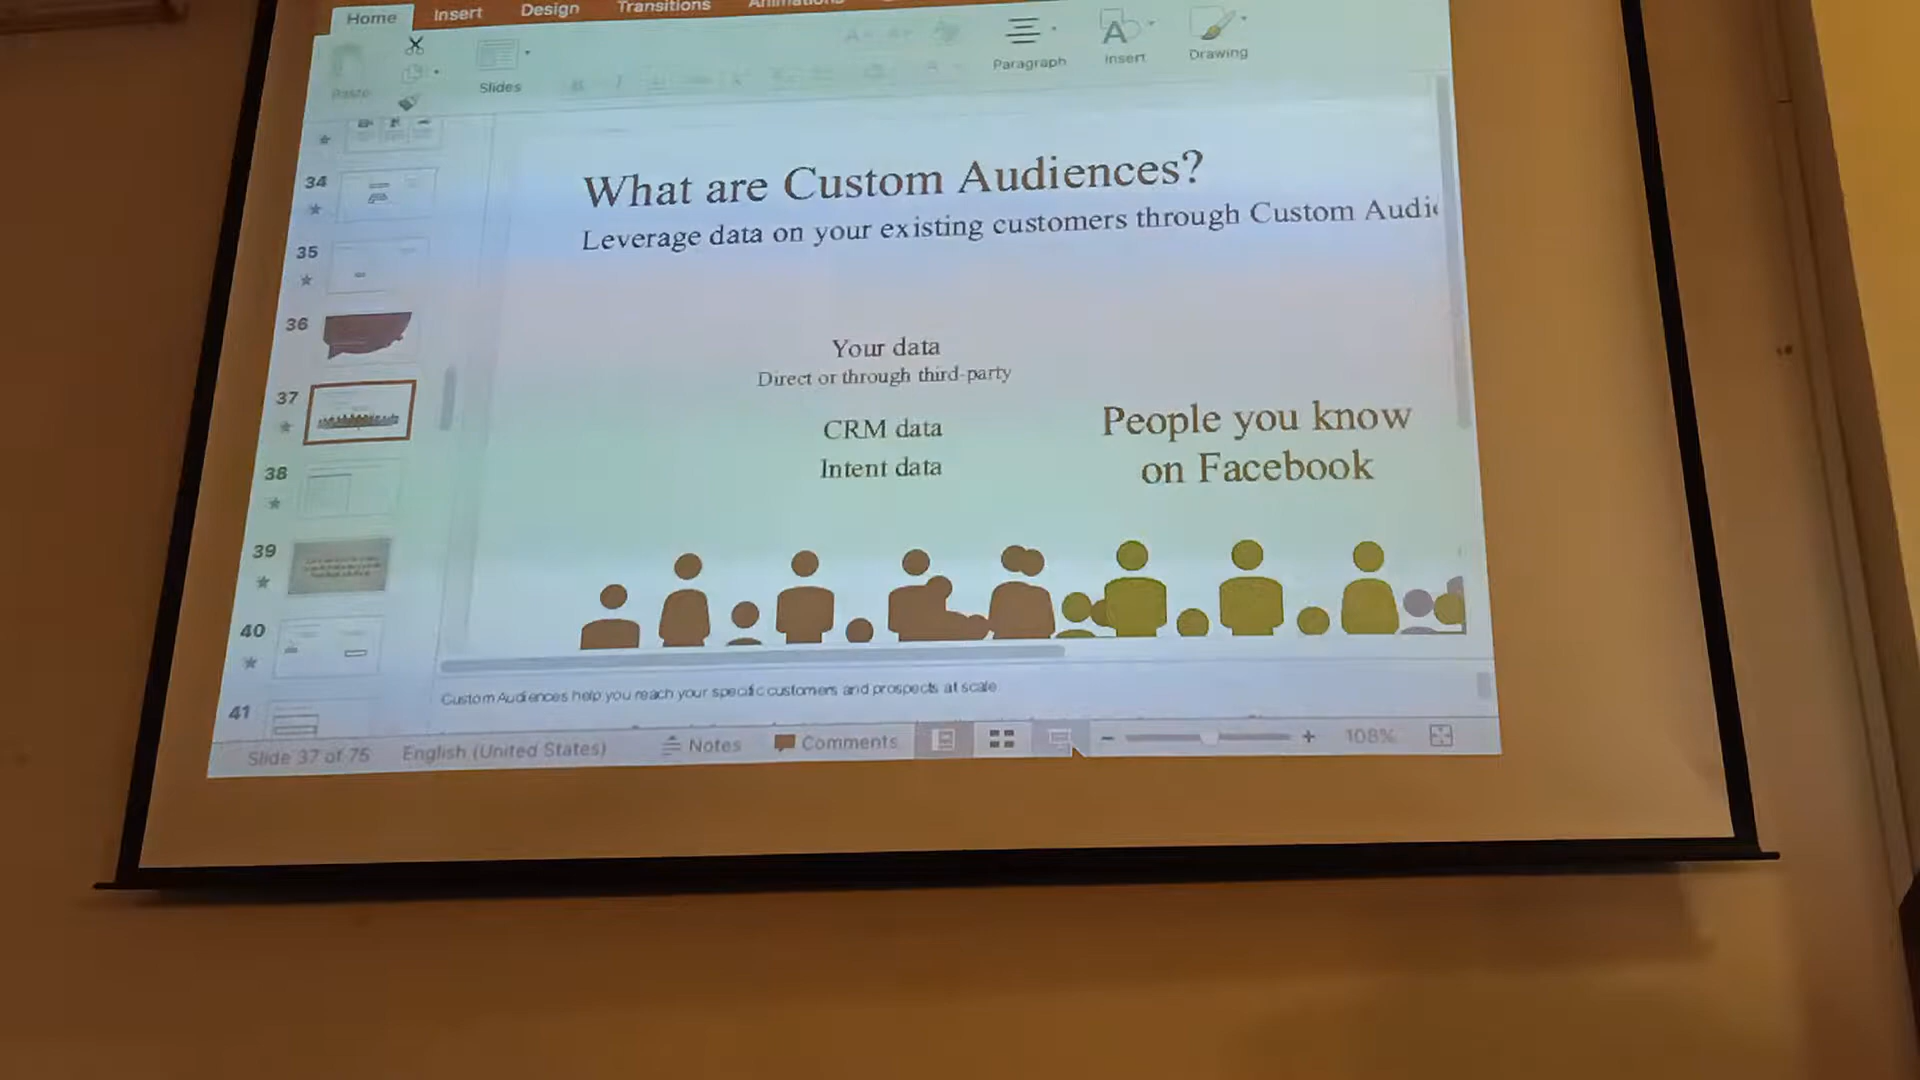 Home Insert Design Transitions Animations
Paste
Slides
Paragraph
Insert
Drawing
34
35
36
37
38
39
40
41
What are Custom Audiences?
Leverage data on your existing customers through Custom Audie
Your data
Direct or through third-party
CRM data
Intent data
People you know
on Facebook
Custom Audiences help you reach your specific customers and prospects at scale
Slide 37 of 75 English (United States) Notes Comments 108%